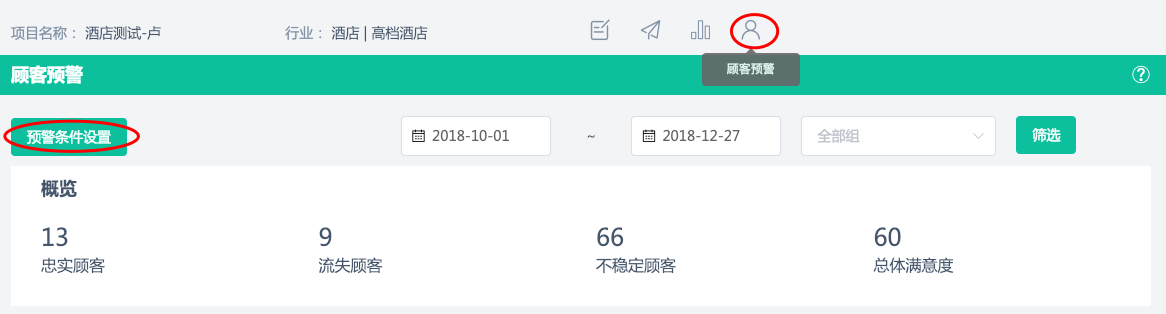 项目名称： 酒店测试-卢 行业： 酒店 | 高档酒店
顾客预警
顾客预警
预警条件设置 2018-10-01 ~ 2018-12-27 全部组 筛选
概览
13 9 66 60
忠实顾客 流失顾客 不稳定顾客 总体满意度